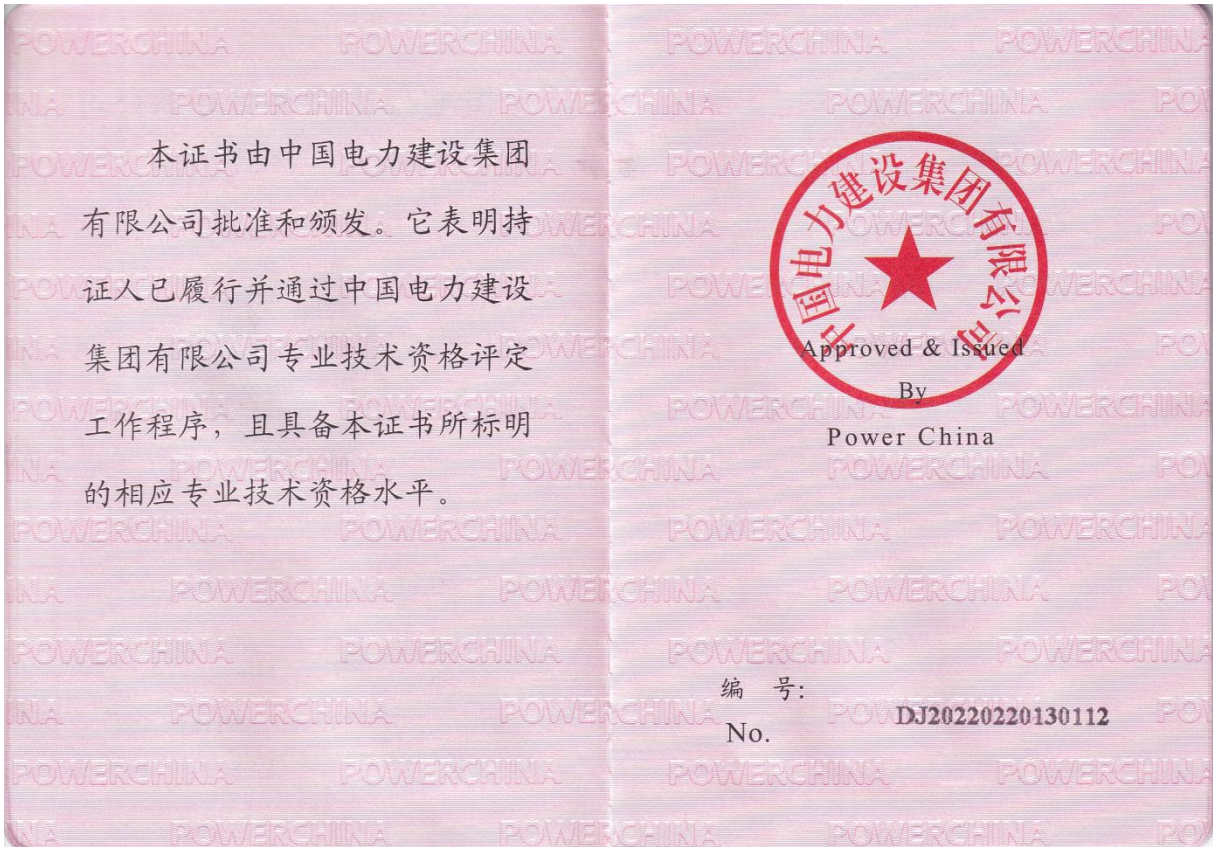 本证书由中国电力建设集团
有限公司批准和颁发。它表明持
证人已履行并通过中国电力建设
集团有限公司专业技术资格评定
工作程序，且具备本证书所标明
的相应专业技术资格水平。
中国电力建设集团有限公司
Approved & Issued
By
Power China
编 号:
No.
DJ20220220130112
POWERCHINA